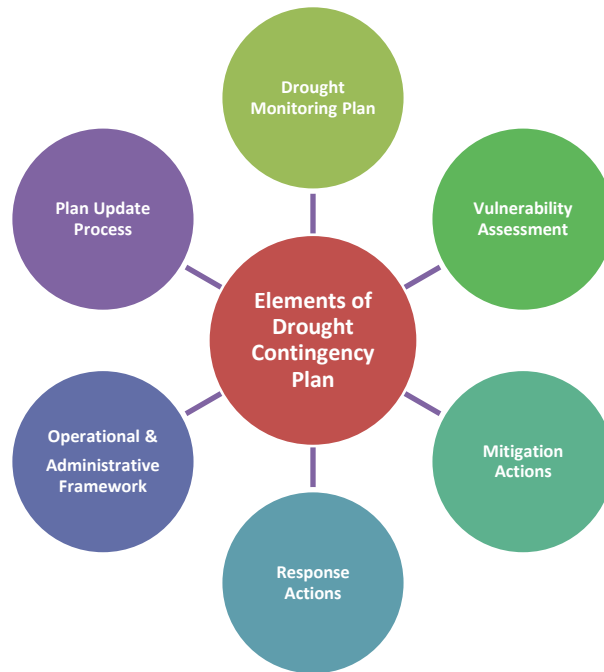 Drought
Monitoring Plan
Vulnerability
Assessment
Mitigation
Actions
Response
Actions
Operational &
Administrative
Framework
Plan Update
Process
Elements of
Drought
Contingency
Plan